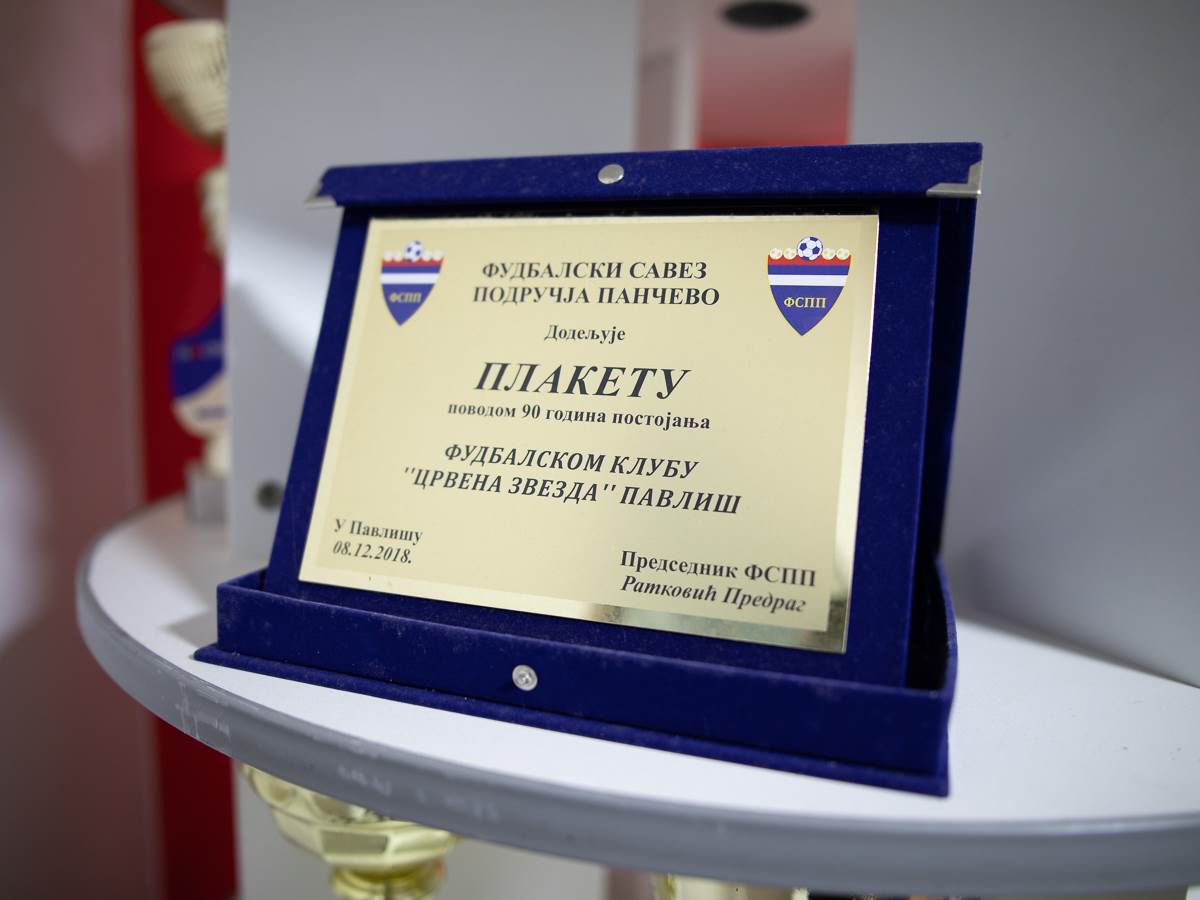 ФСПП
ФСПП
ФУДБАЛСКИ САВЕЗ
ПОДРУЧЈА ПАНЧЕВО
Додељује
ПЛАКЕТУ
поводом 90 година постојања
ФУДБАЛСКОМ КЛУБУ
"ЦРВЕНА ЗВЕЗДА" ПАВЛИШ
У Павлишу
08.12.2018.
Председник ФСПП
Ратковић Предраг